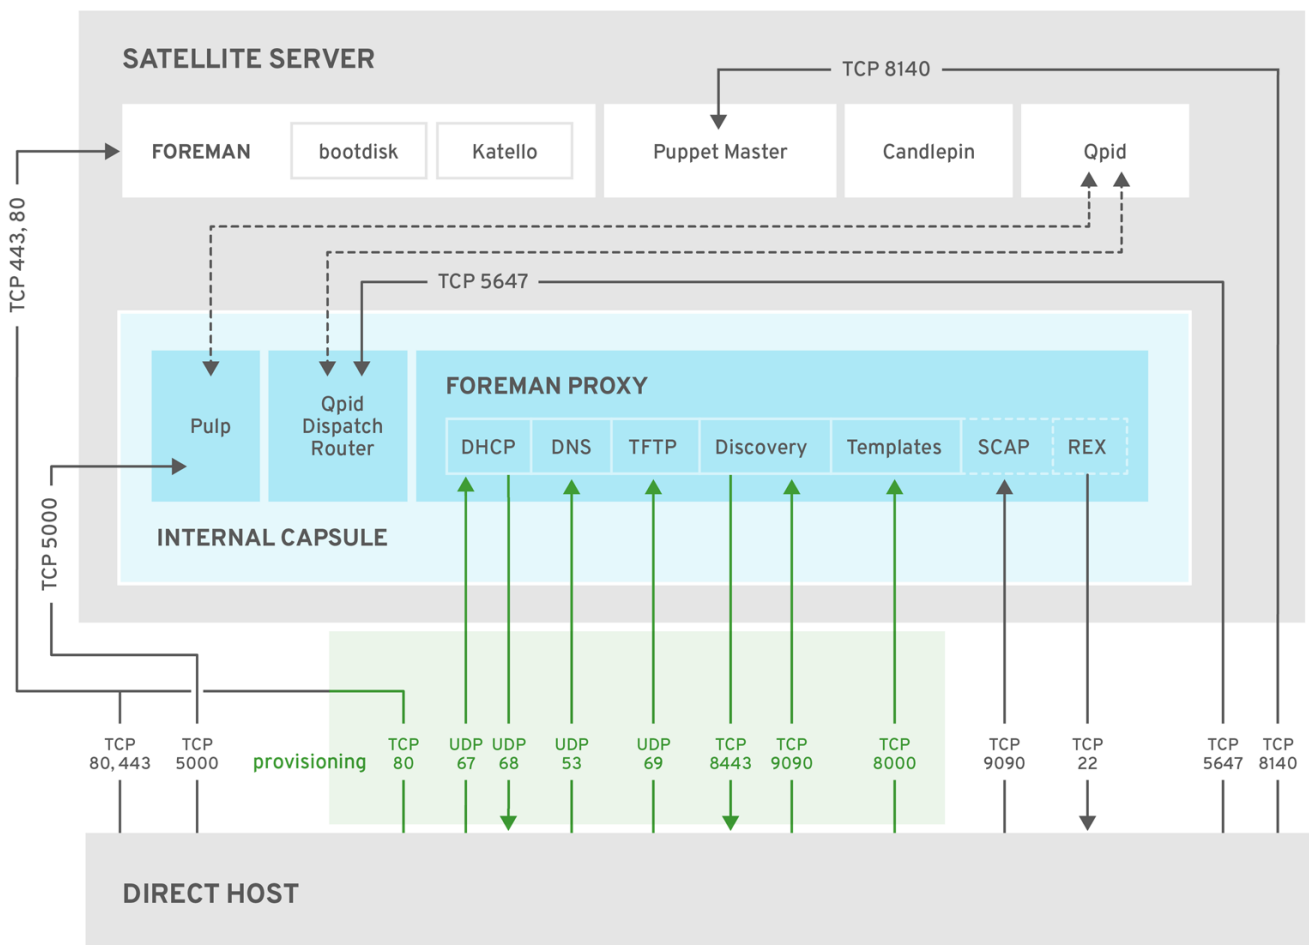 SATELLITE SERVER
TCP 8140
FOREMAN
bootdisk
Katello
Puppet Master
Candlepin
Qpid
TCP 443, 80
TCP 5647
FOREMAN PROXY
Pulp
Qpid
Dispatch
Router
DHCP
DNS
TFTP
Discovery
Templates
SCAP
REX
INTERNAL CAPSULE
TCP 5000
TCP
80, 443
TCP
5000
provisioning
TCP
80
UDP
67
UDP
68
UDP
53
UDP
69
TCP
8443
TCP
9090
TCP
8000
TCP
9090
TCP
22
TCP
5647
TCP
8140
DIRECT HOST